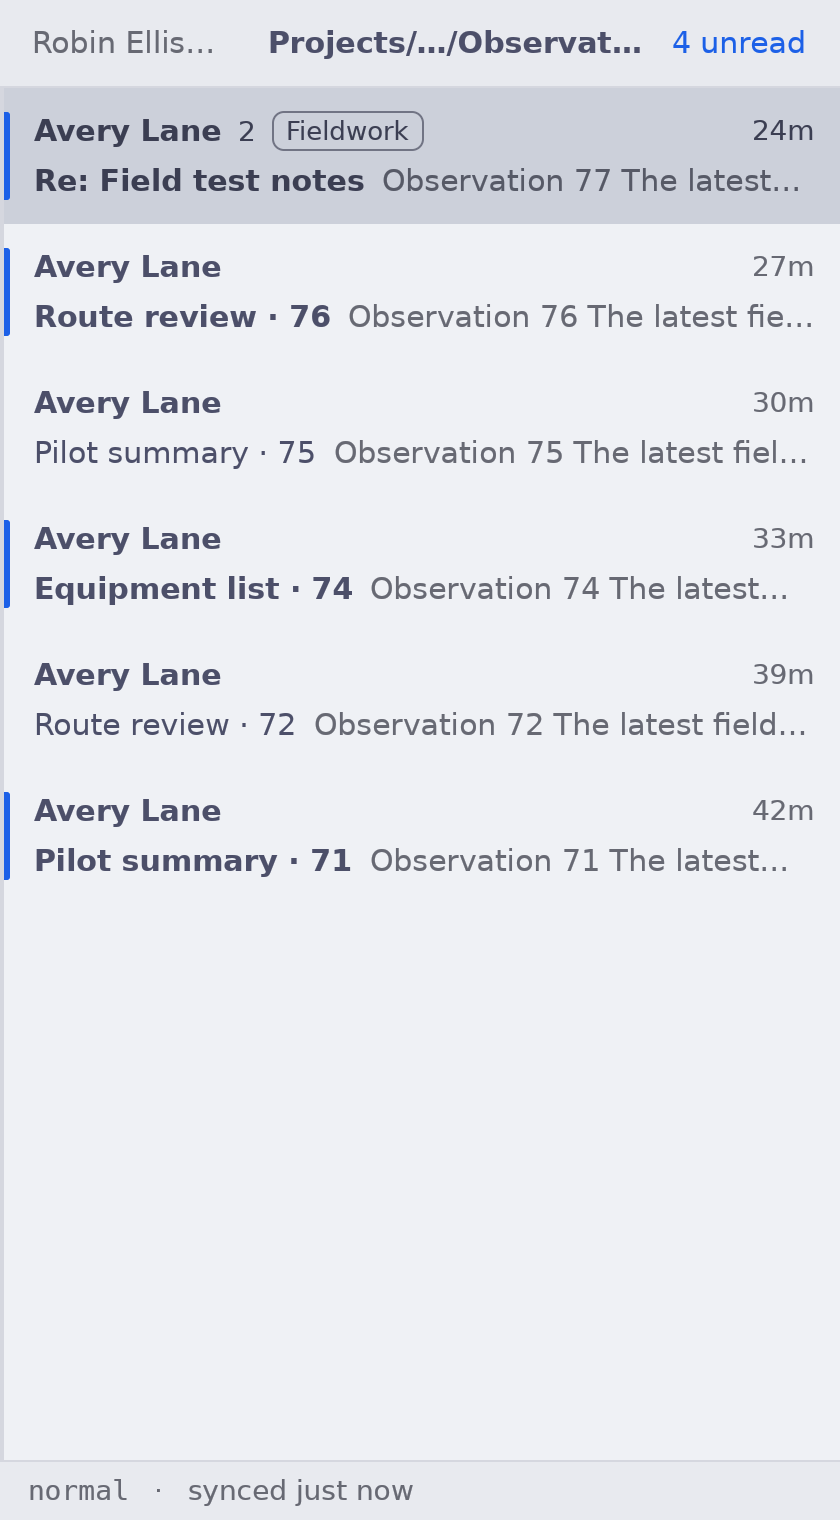 Robin Ellis… Projects/…/Observat… 4 unread
Avery Lane 2 Fieldwork 24m
Re: Field test notes Observation 77 The latest…
Avery Lane 27m
Route review · 76 Observation 76 The latest fie…
Avery Lane 30m
Pilot summary · 75 Observation 75 The latest fiel…
Avery Lane 33m
Equipment list · 74 Observation 74 The latest…
Avery Lane 39m
Route review · 72 Observation 72 The latest field…
Avery Lane 42m
Pilot summary · 71 Observation 71 The latest…
normal · synced just now